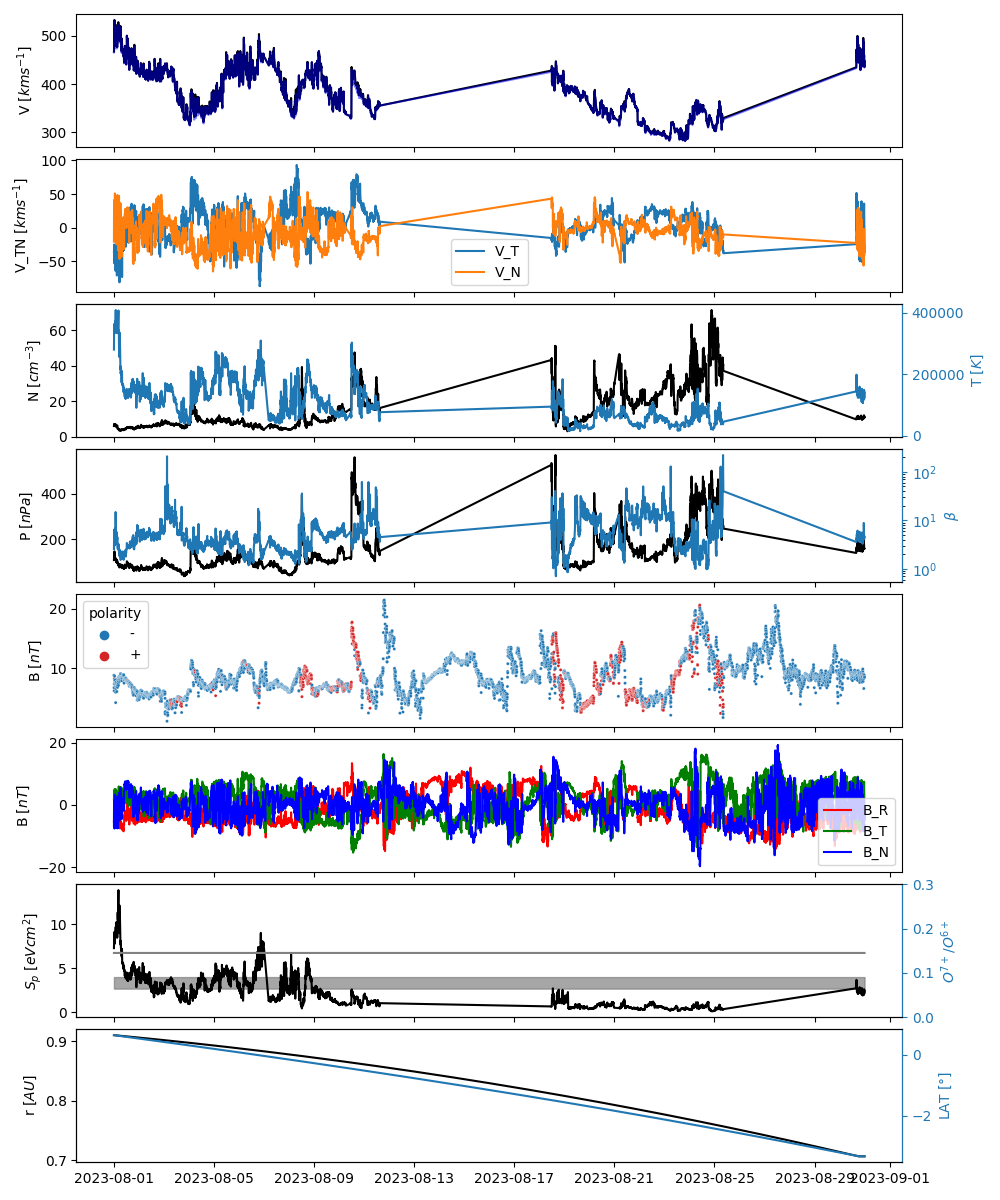 500
400
300
V [kms⁻¹]
100
50
0
−50
V_TN [kms⁻¹]
V_T
V_N
60
40
20
0
N [cm⁻³]
400000
200000
0
T [K]
400
200
P [nPa]
10²
10¹
10⁰
β
20
10
B [nT]
polarity
-
+
20
0
−20
B [nT]
B_R
B_T
B_N
10
5
0
S_p [eVcm²]
0.3
0.2
0.1
0.0
O⁷⁺/O⁶⁺
0.9
0.8
0.7
r [AU]
0
−2
LAT [°]
2023-08-01 2023-08-05 2023-08-09 2023-08-13 2023-08-17 2023-08-21 2023-08-25 2023-08-29 2023-09-01